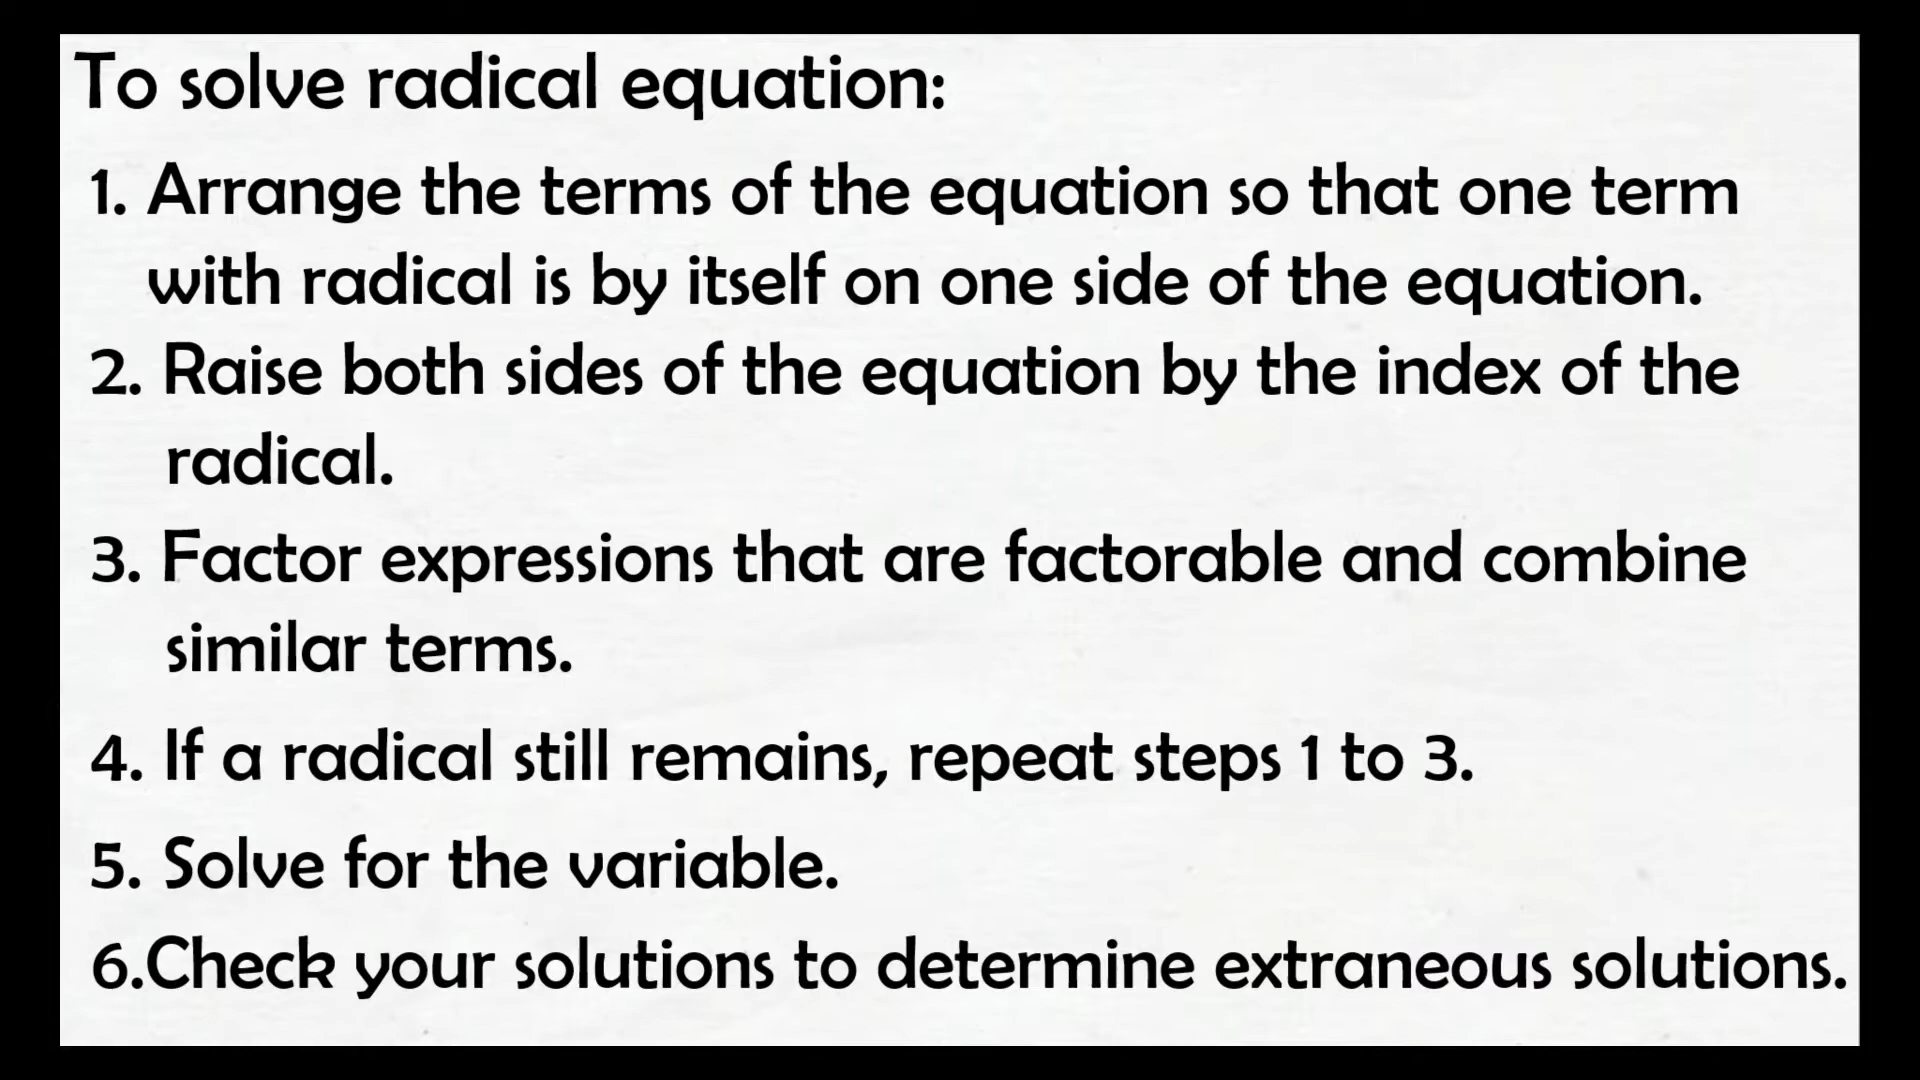 To solve radical equation:
1. Arrange the terms of the equation so that one term
with radical is by itself on one side of the equation.
2. Raise both sides of the equation by the index of the
radical.
3. Factor expressions that are factorable and combine
similar terms.
4. If a radical still remains, repeat steps 1 to 3.
5. Solve for the variable.
6.Check your solutions to determine extraneous solutions.